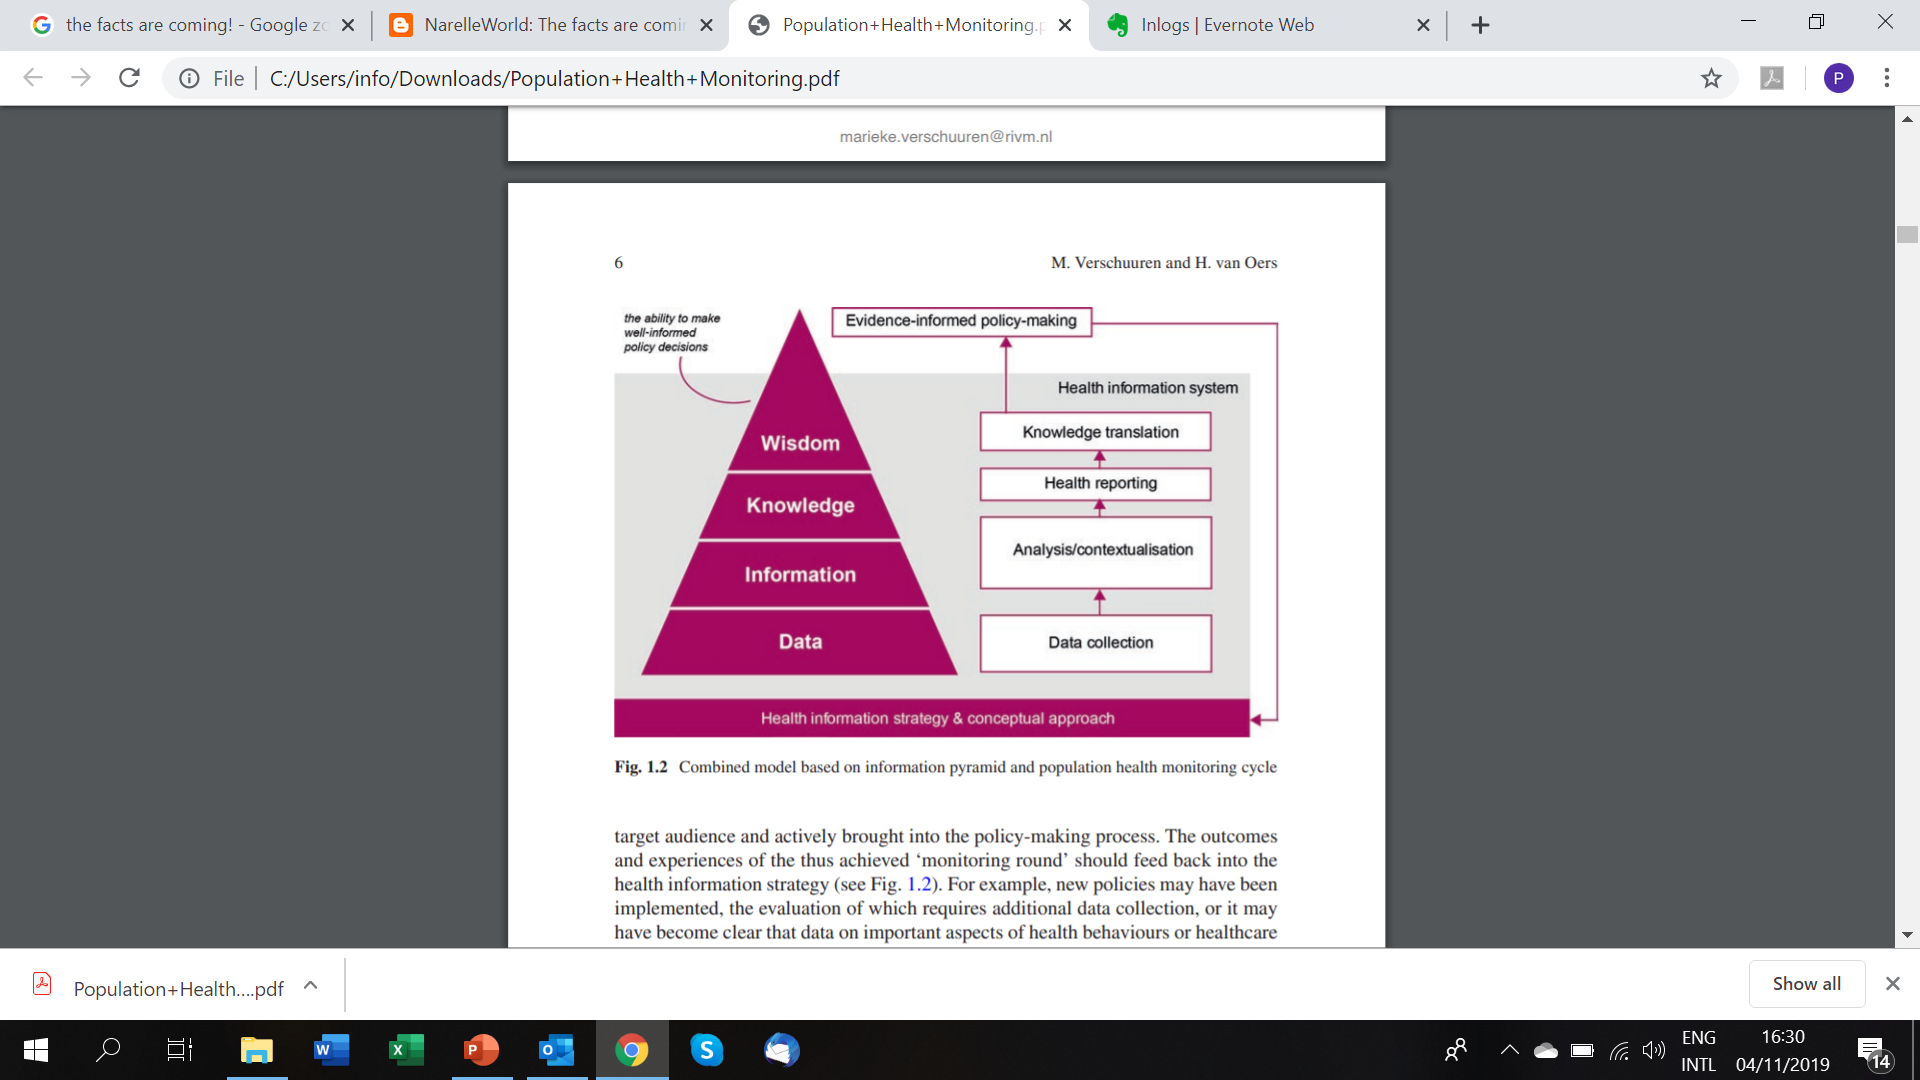 the facts are coming! - Google zo
NarelleWorld: The facts are comin
Population+Health+Monitoring.p
Inlogs | Evernote Web
File
C:/Users/info/Downloads/Population+Health+Monitoring.pdf
P
marieke.verschuuren@rivm.nl
6
M. Verschuuren and H. van Oers
the ability to make
well-informed
policy decisions
Evidence-informed policy-making
Health information system
Knowledge translation
Health reporting
Analysis/contextualisation
Data collection
Wisdom
Knowledge
Information
Data
Health information strategy & conceptual approach
Fig. 1.2 Combined model based on information pyramid and population health monitoring cycle
target audience and actively brought into the policy-making process. The outcomes
and experiences of the thus achieved ‘monitoring round’ should feed back into the
health information strategy (see Fig. 1.2). For example, new policies may have been
implemented, the evaluation of which requires additional data collection, or it may
have become clear that data on important aspects of health behaviours or healthcare
Population+Health....pdf
Show all
ENG
INTL
16:30
04/11/2019
14